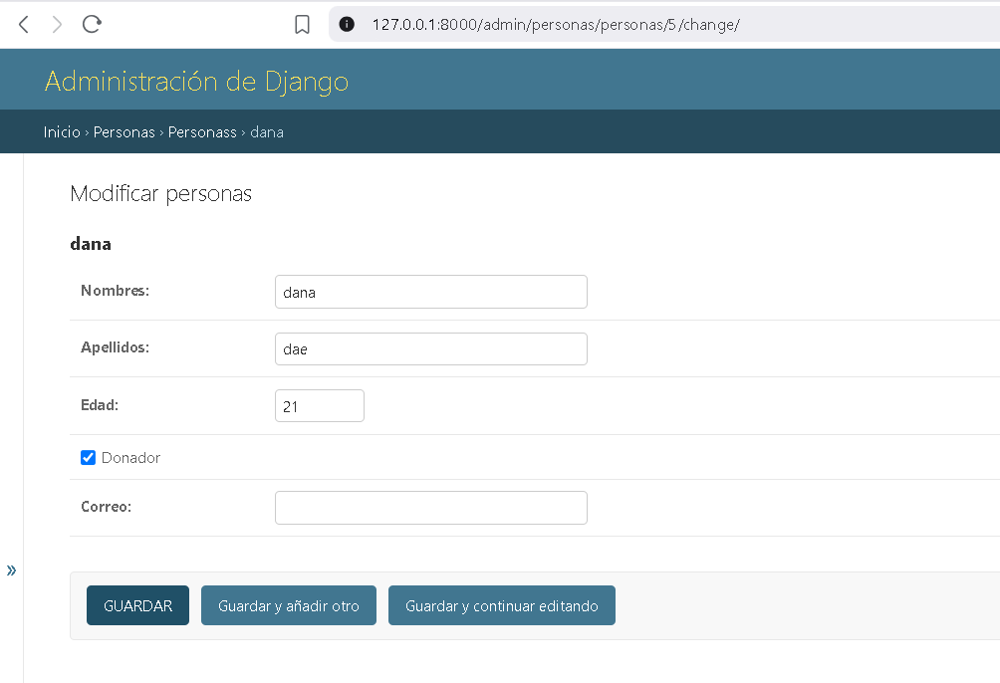 127.0.0.1:8000/admin/personas/personas/5/change/
Administración de Django
Inicio › Personas › Personass › dana
Modificar personas
dana
Nombres: dana
Apellidos: dae
Edad: 21
Donador
Correo:
»
GUARDAR Guardar y añadir otro Guardar y continuar editando